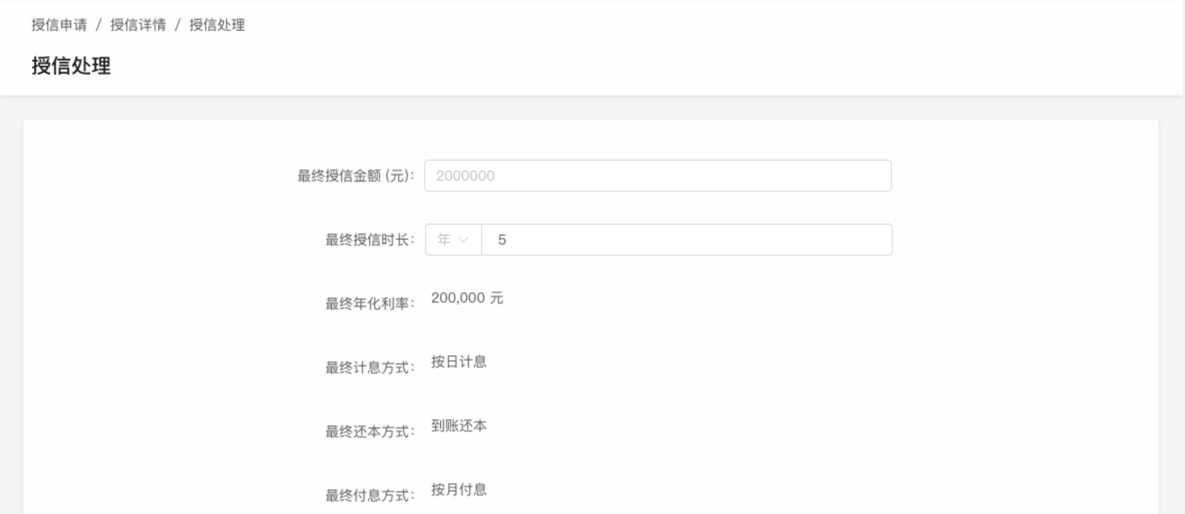 授信申请 / 授信详情 / 授信处理
授信处理
最终授信金额 (元): 2000000
最终授信时长: 年 5
最终年化利率: 200,000 元
最终计息方式: 按日计息
最终还本方式: 到账还本
最终付息方式: 按月付息